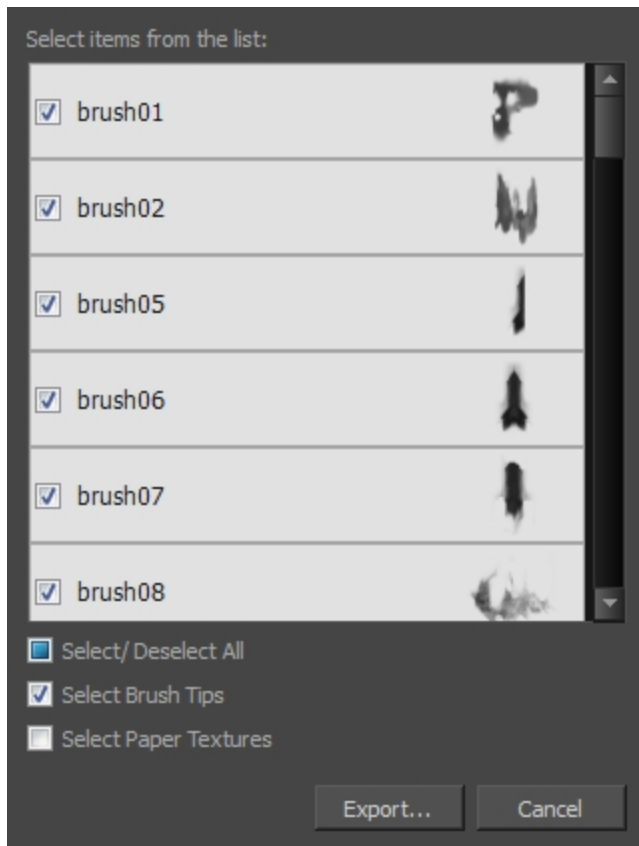 Select items from the list:
brush01
brush02
brush05
brush06
brush07
brush08
Select/ Deselect All
Select Brush Tips
Select Paper Textures
Export... Cancel